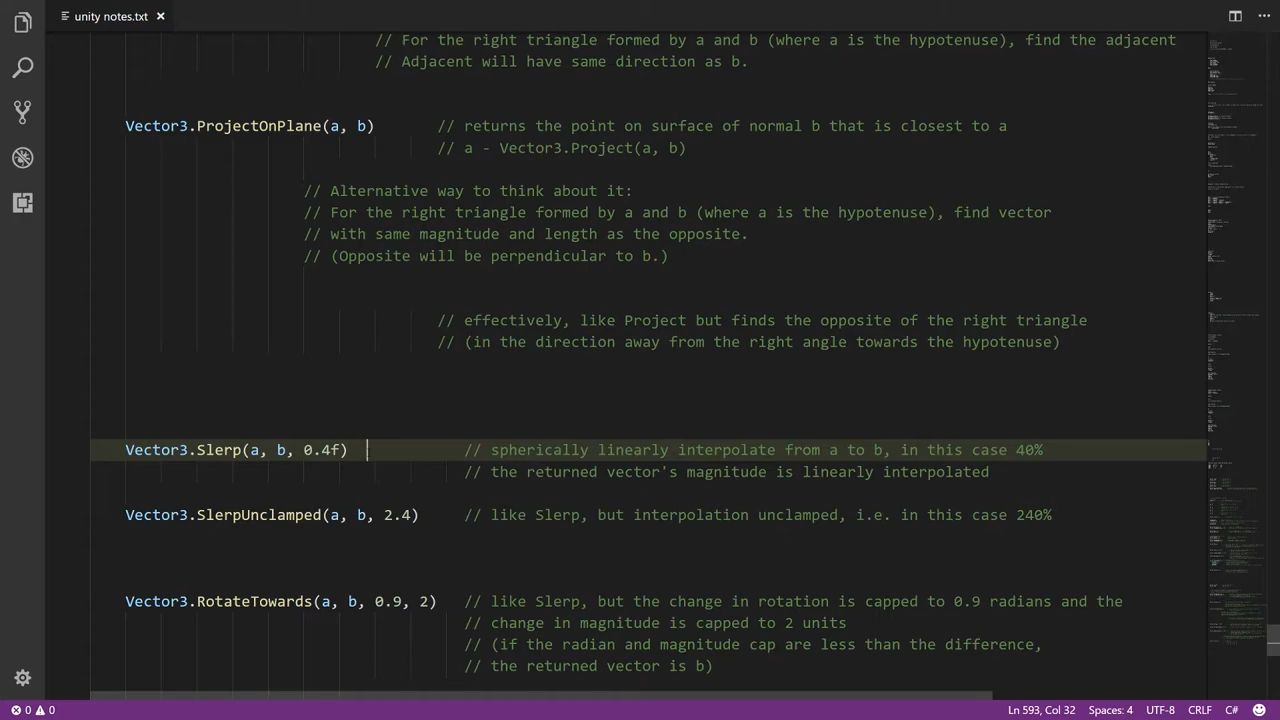 unity notes.txt
// For the right triangle formed by a and b (where a is the hypotenuse), find the adjacent
// Adjacent will have same direction as b.
Vector3.ProjectOnPlane(a, b) // return the point on surface of normal b that is closest to a
// a - Vector3.Project(a, b)
// Alternative way to think about it:
// For the right triangle formed by a and b (where a is the hypotenuse), find vector
// with same magnitude and length as the opposite.
// (Opposite will be perpendicular to b.)
// effectively, like Project but finds the opposite of the right triangle
// (in the direction away from the right angle towards the hypotenuse)
Vector3.Slerp(a, b, 0.4f) // sperically linearly interpolate from a to b, in this case 40%
// the returned vector's magnitude is linearly interpolated
Vector3.SlerpUnclamped(a, b, 2.4) // like Slerp, but interpolation unbounded, i.e. in the case 240%
Vector3.RotateTowards(a, b, 0.9, 2) // like Slerp, but the change in rotation is capped to 0.9 radians and the
// change in magnitude is capped to 2 units
// (if rotation and magnitude cap are less than the difference,
// the returned vector is b)
0 0 Ln 593, Col 32 Spaces: 4 UTF-8 CRLF C#